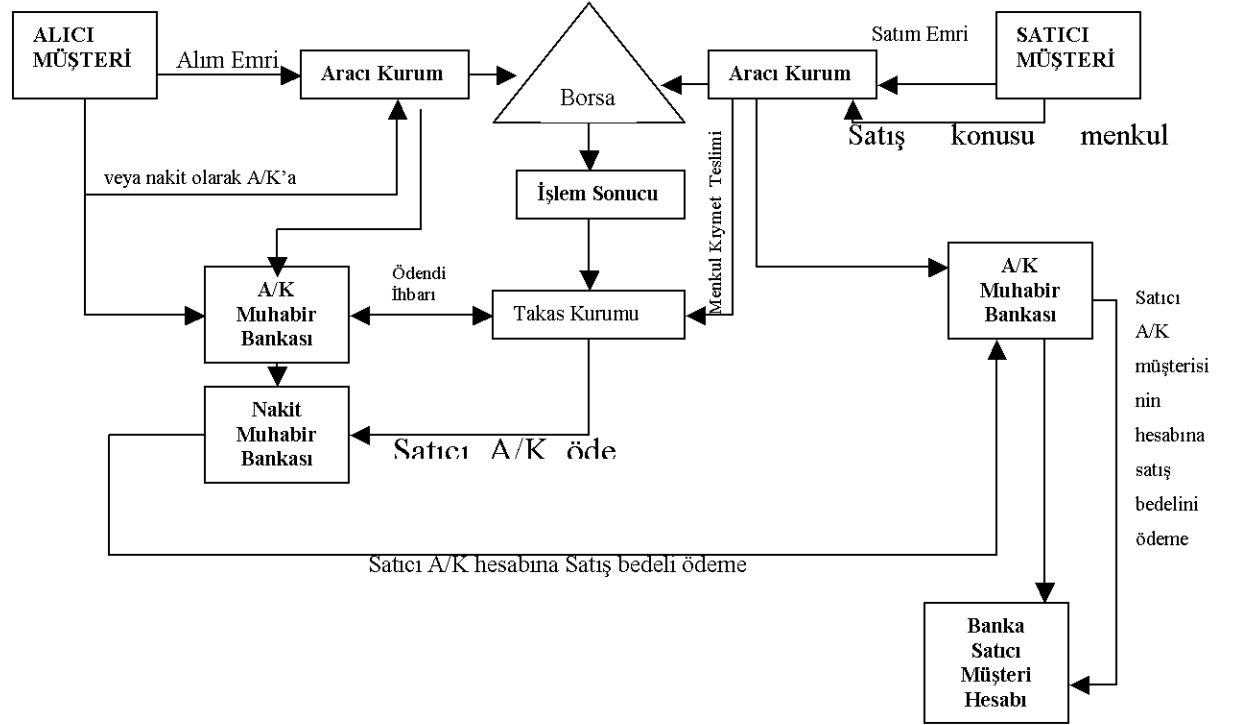 ALICI
MÜŞTERİ
Alım Emri
Aracı Kurum
Borsa
Aracı Kurum
Satım Emri
SATICI
MÜŞTERİ
Satış konusu menkul
veya nakit olarak A/K’a
İşlem Sonucu
Menkul Kıymet Teslimi
A/K
Muhabir
Bankası
Ödendi
İhbarı
Takas Kurumu
A/K
Muhabir
Bankası
Satıcı
A/K
müşterisi
nin
hesabına
satış
bedelini
ödeme
Nakit
Muhabir
Bankası
Satıcı A/K öde
Satıcı A/K hesabına Satış bedeli ödeme
Banka
Satıcı
Müşteri
Hesabı